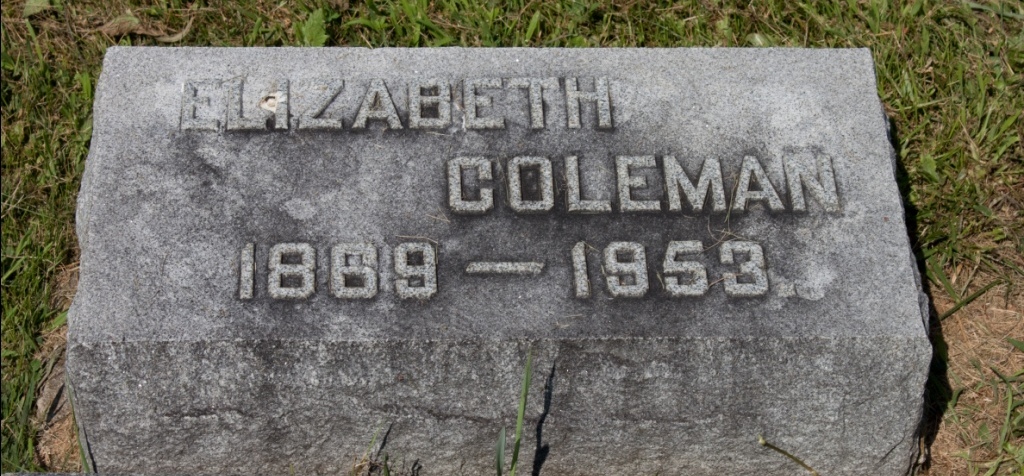 ELIZABETH
COLEMAN
1869 — 1953